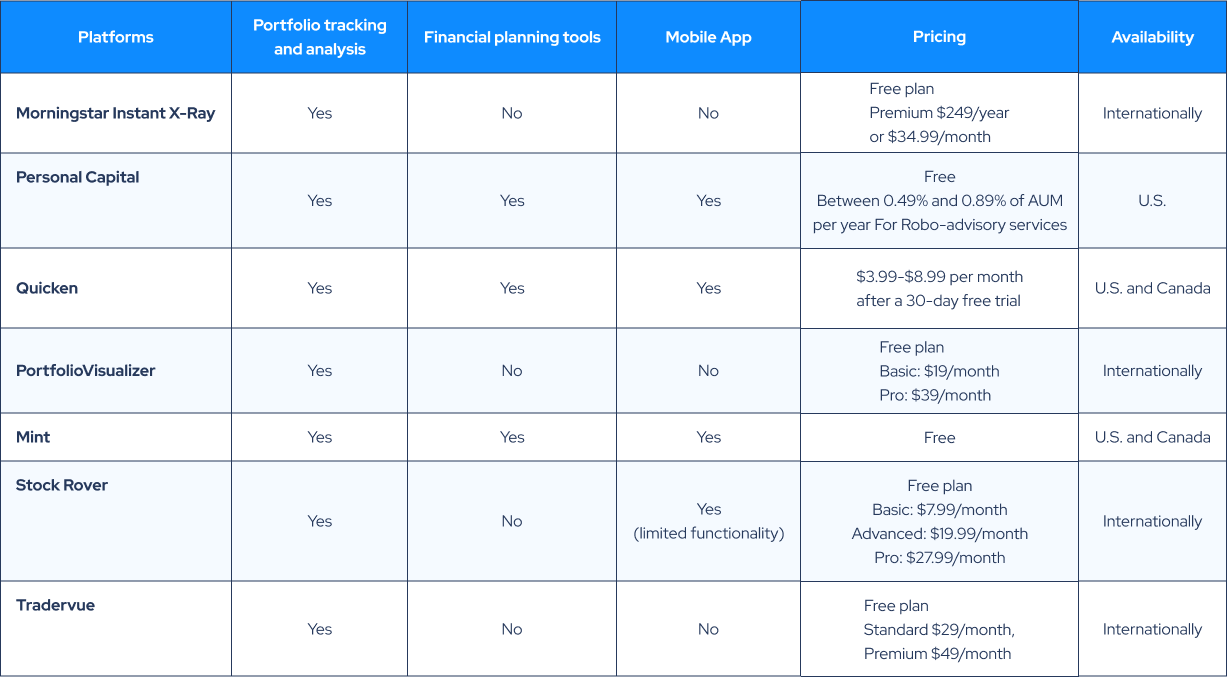 Platforms
Portfolio tracking
and analysis
Financial planning tools
Mobile App
Pricing
Availability
Morningstar Instant X-Ray
Yes
No
No
Free plan
Premium $249/year
or $34.99/month
Internationally
Personal Capital
Yes
Yes
Yes
Free
Between 0.49% and 0.89% of AUM
per year For Robo-advisory services
U.S.
Quicken
Yes
Yes
Yes
$3.99-$8.99 per month
after a 30-day free trial
U.S. and Canada
PortfolioVisualizer
Yes
No
No
Free plan
Basic: $19/month
Pro: $39/month
Internationally
Mint
Yes
Yes
Yes
Free
U.S. and Canada
Stock Rover
Yes
No
Yes
(limited functionality)
Free plan
Basic: $7.99/month
Advanced: $19.99/month
Pro: $27.99/month
Internationally
Tradervue
Yes
No
No
Free plan
Standard $29/month,
Premium $49/month
Internationally